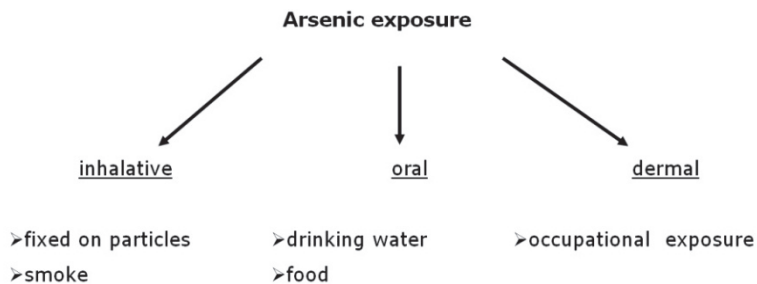 Arsenic exposure
inhalative
oral
dermal
➢fixed on particles
➢smoke
➢drinking water
➢food
➢occupational exposure